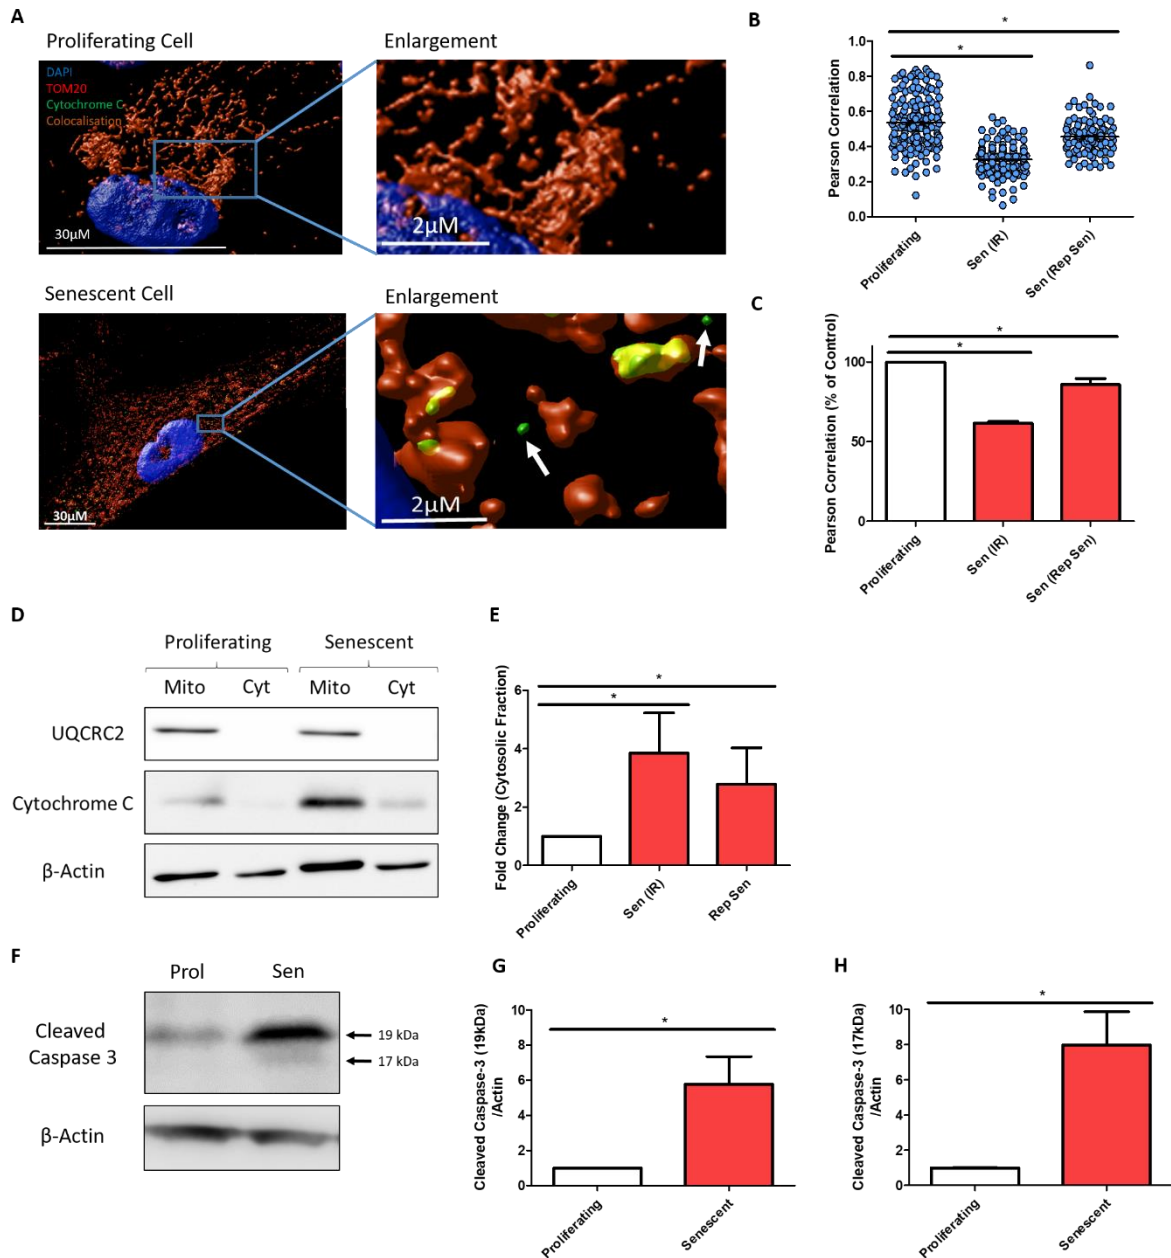 A
Proliferating Cell
Enlargement
DAPI
TOM20
Cytochrome C
Colocalisation
30µM
2µM
Senescent Cell
Enlargement
30µM
2µM
B
*
*
Pearson Correlation
1.0
0.8
0.6
0.4
0.2
0.0
Proliferating
Sen (IR)
Sen (Rep Sen)
C
*
*
Pearson Correlation (% of Control)
100
50
0
Proliferating
Sen (IR)
Sen (Rep Sen)
D
Proliferating Senescent
Mito Cyt Mito Cyt
UQCRC2
Cytochrome C
β-Actin
E
*
*
Fold Change (Cytosolic Fraction)
6
4
2
0
Proliferating
Sen (IR)
Rep Sen
F
Prol Sen
Cleaved
Caspase 3
19 kDa
17 kDa
β-Actin
G
*
Cleaved Caspase-3 (19kDa)
/Actin
10
8
6
4
2
0
Proliferating
Senescent
H
*
Cleaved Caspase-3 (17kDa)
/Actin
10
8
6
4
2
0
Proliferating
Senescent